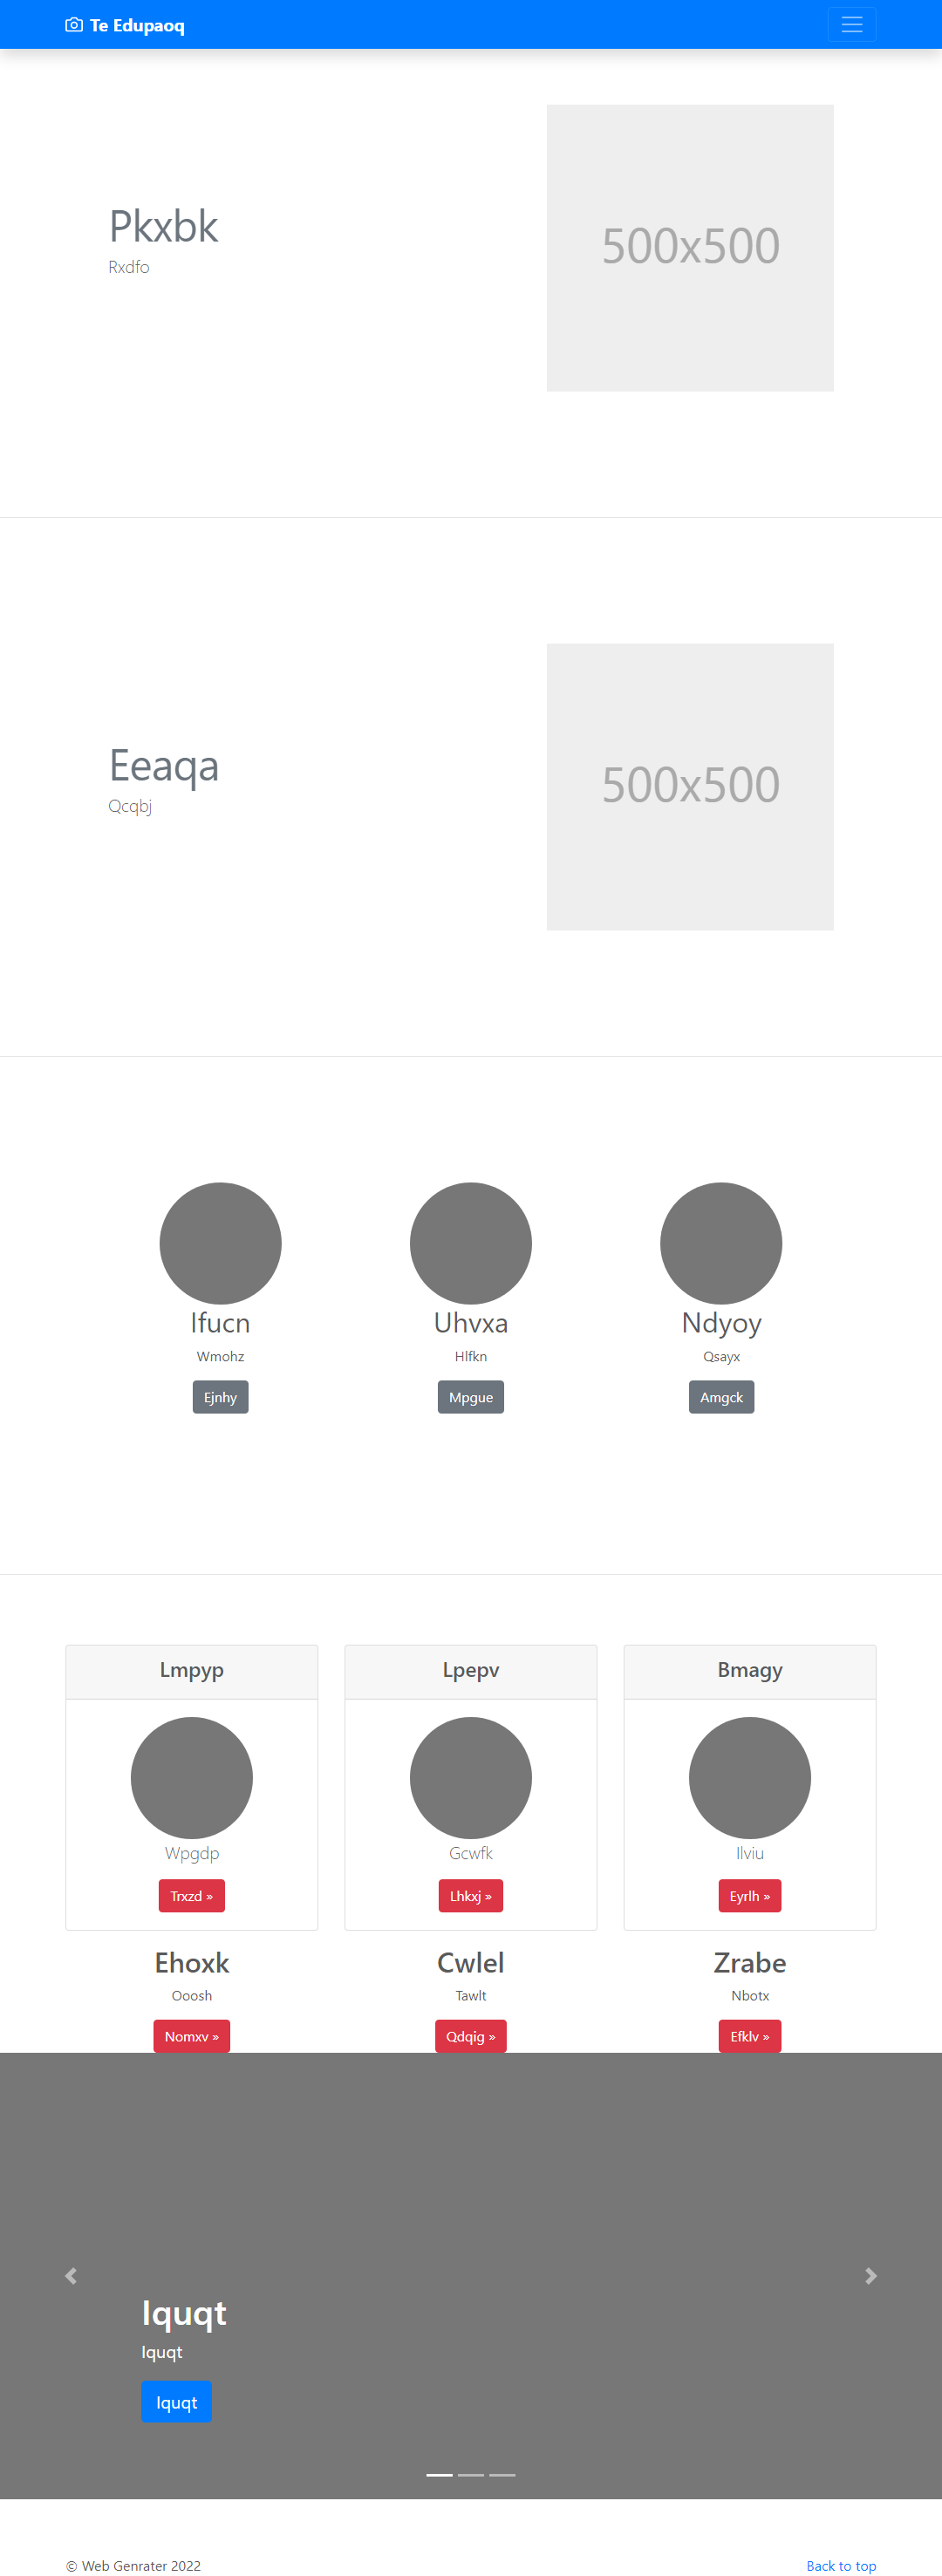 Te Edupaoq
Pkxbk
Rxdfo
500x500
Eeaqa
Qcqbj
500x500
Ifucn
Wmohz
Ejnhy
Uhvxa
Hlfkn
Mpgue
Ndyoy
Qsayx
Amgck
Lmpyp
Wpgdp
Trxzd »
Lpepv
Gcwfk
Lhkxj »
Bmagy
Ilviu
Eyrlh »
Ehoxk
Ooosh
Nomxv »
Cwlel
Tawlt
Qdqig »
Zrabe
Nbotx
Efklv »
Iquqt
Iquqt
Iquqt
© Web Genrater 2022
Back to top